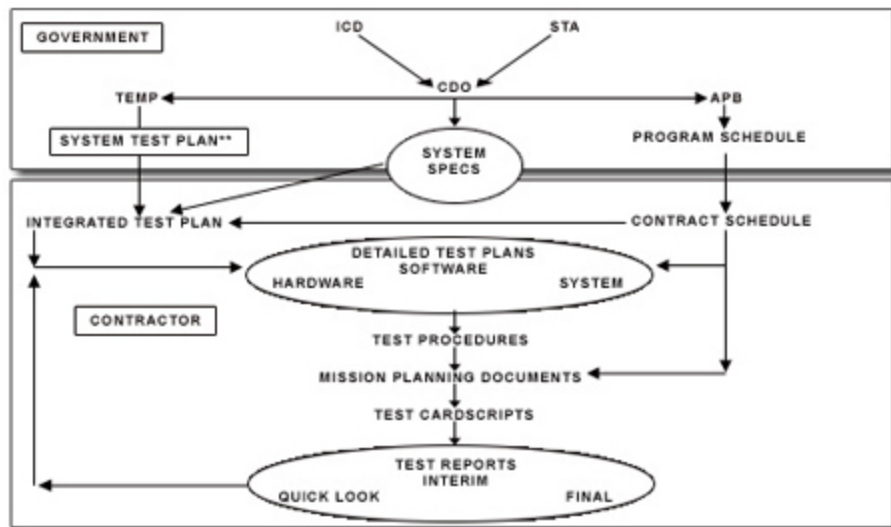 GOVERNMENT
ICD
STA
CDO
TEMP
APB
SYSTEM TEST PLAN**
PROGRAM SCHEDULE
SYSTEM
SPECS
INTEGRATED TEST PLAN
CONTRACT SCHEDULE
DETAILED TEST PLANS
SOFTWARE
HARDWARE
SYSTEM
CONTRACTOR
TEST PROCEDURES
MISSION PLANNING DOCUMENTS
TEST CARDSCRIPTS
TEST REPORTS
INTERIM
QUICK LOOK
FINAL